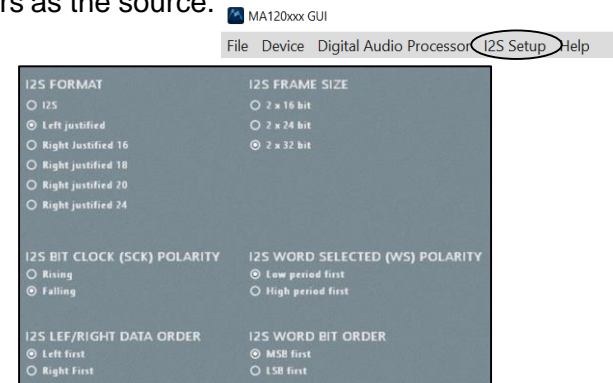 rs as the source.
MA120xxx GUI
File Device Digital Audio Processor I2S Setup Help
I2S FORMAT
I2S
Left justified
Right Justified 16
Right justified 18
Right justified 20
Right justified 24
I2S FRAME SIZE
2 x 16 bit
2 x 24 bit
2 x 32 bit
I2S BIT CLOCK (SCK) POLARITY
Rising
Falling
I2S WORD SELECTED (WS) POLARITY
Low period first
High period first
I2S LEF/RIGHT DATA ORDER
Left first
Right First
I2S WORD BIT ORDER
MSB first
LSB first